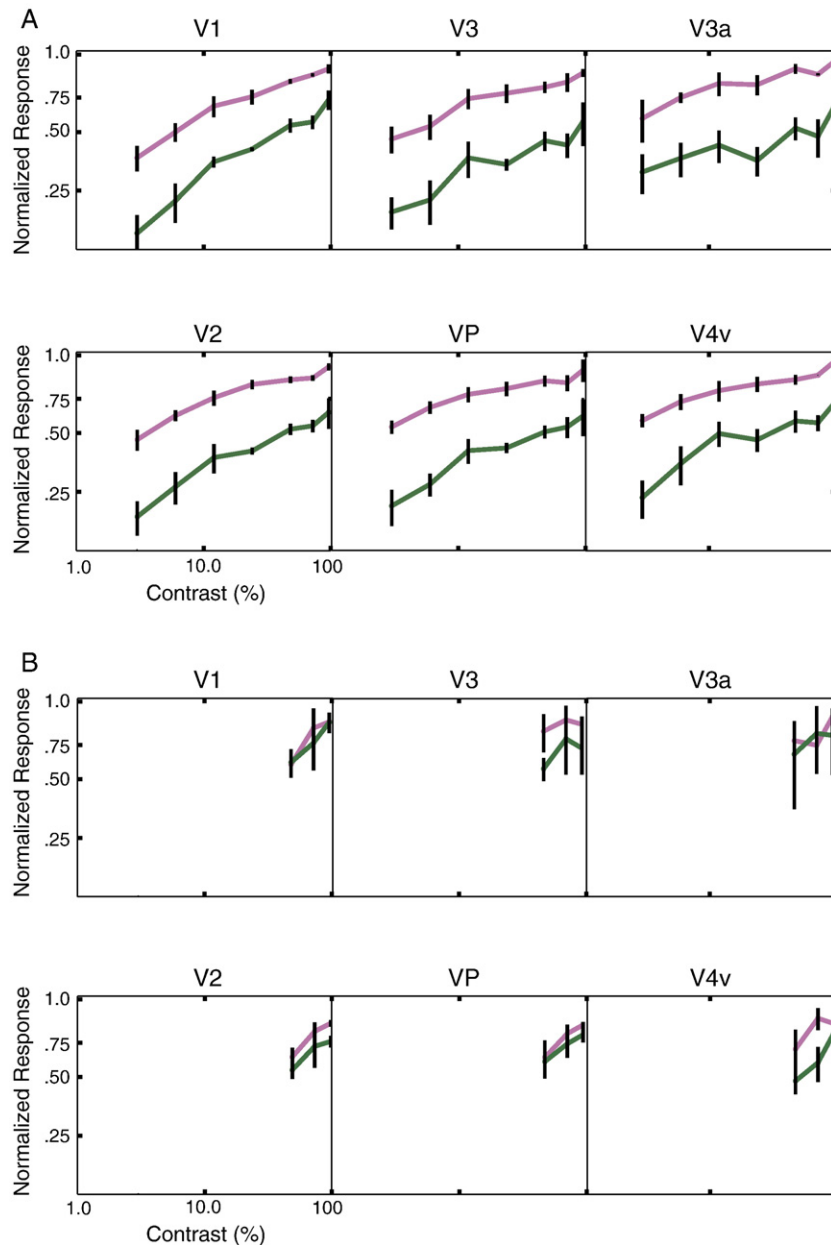 A
V1 V3 V3a
Normalized Response
1.0
.75
.50
.25
V2 VP V4v
Normalized Response
1.0
.75
.50
.25
1.0 10.0 100
Contrast (%)
B
V1 V3 V3a
Normalized Response
1.0
.75
.50
.25
V2 VP V4v
Normalized Response
1.0
.75
.50
.25
1.0 10.0 100
Contrast (%)